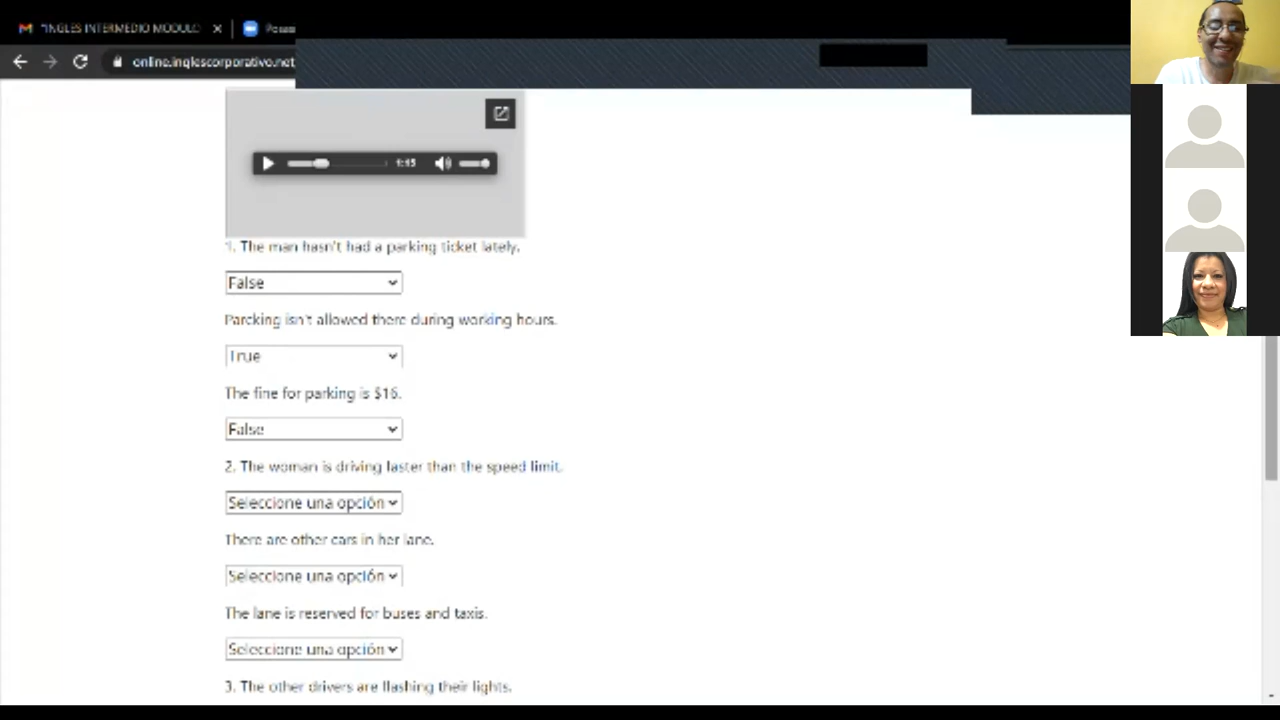 "INGLES INTERMEDIO MODULO
online.inglescorporativo.net
1:15
1. The man hasn't had a parking ticket lately.
False
Parcking isn't allowed there during working hours.
True
The fine for parking is $16.
False
2. The woman is driving laster than the speed limit.
Seleccione una opción
There are other cars in her lane.
Seleccione una opción
The lane is reserved for buses and taxis.
Seleccione una opción
3. The other drivers are flashing their lights.